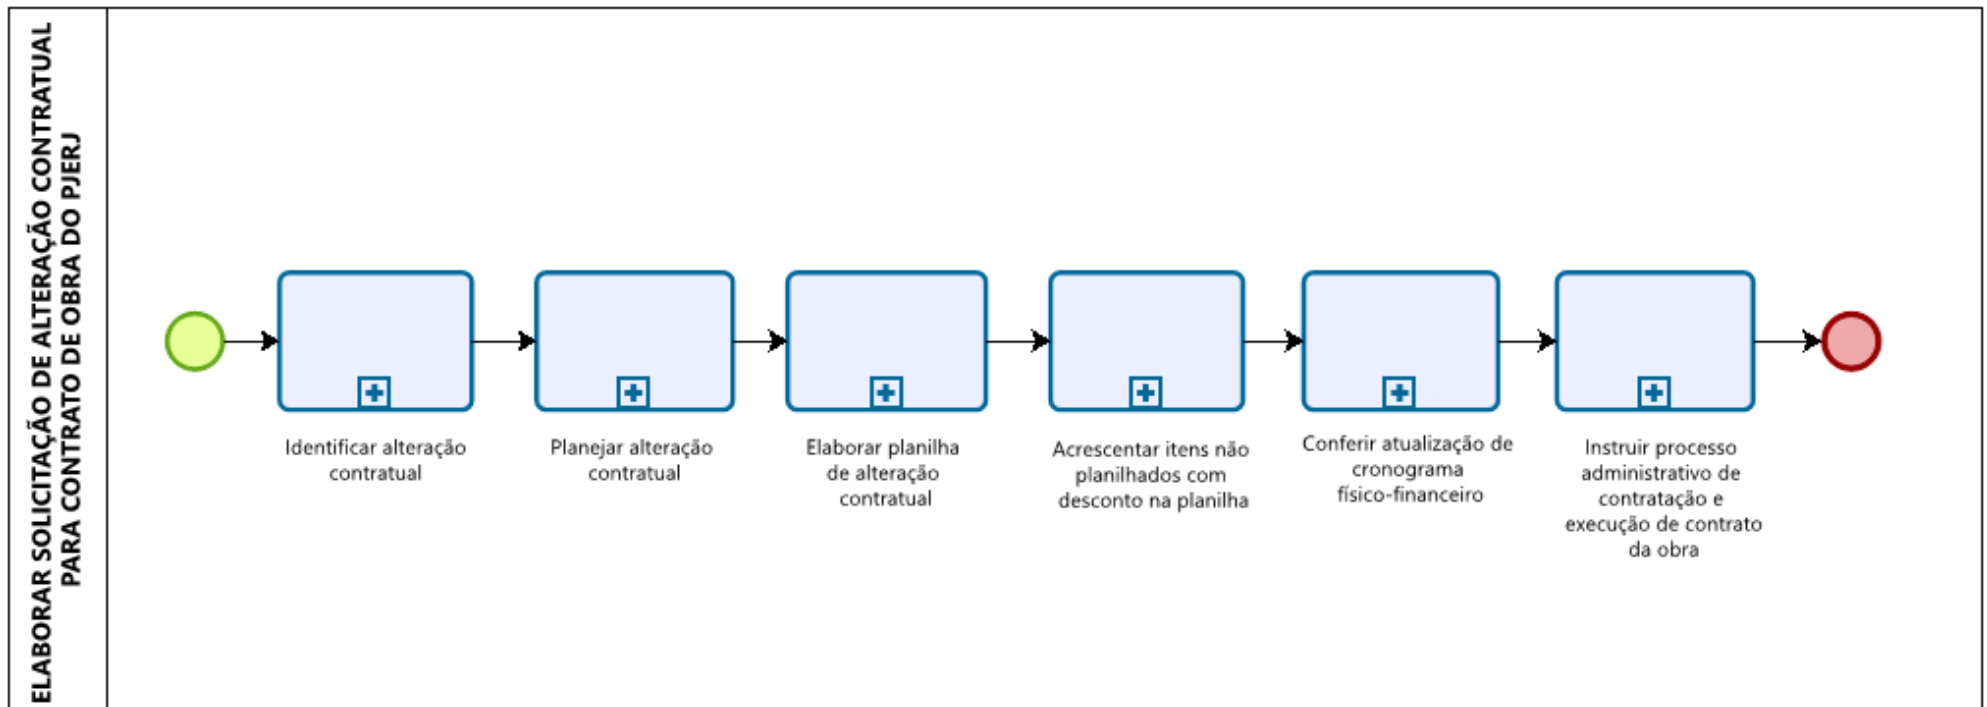 ELABORAR SOLICITAÇÃO DE ALTERAÇÃO CONTRATUAL
PARA CONTRATO DE OBRA DO PJERJ
Identificar alteração
contratual
Planejar alteração
contratual
Elaborar planilha
de alteração
contratual
Acrescentar itens não
planilhados com
desconto na planilha
Conferir atualização de
cronograma
físico-financeiro
Instruir processo
administrativo de
contratação e
execução de contrato
da obra